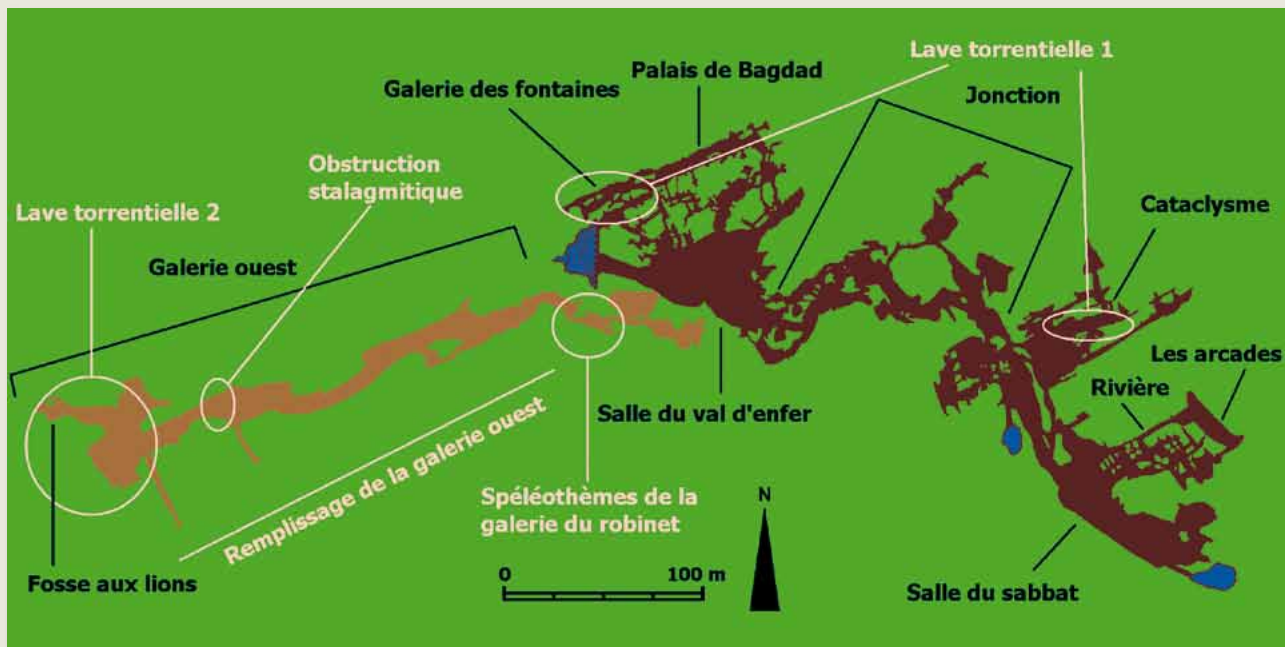 Lave torrentielle 1
Palais de Bagdad
Galerie des fontaines
Jonction
Obstruction
stalagmitique
Lave torrentielle 2
Cataclysme
Galerie ouest
Les arcades
Rivière
Salle du val d'enfer
Remplissage de la galerie ouest
Spéléothèmes de la
galerie du robinet
N
Fosse aux lions
0 100 m
Salle du sabbat